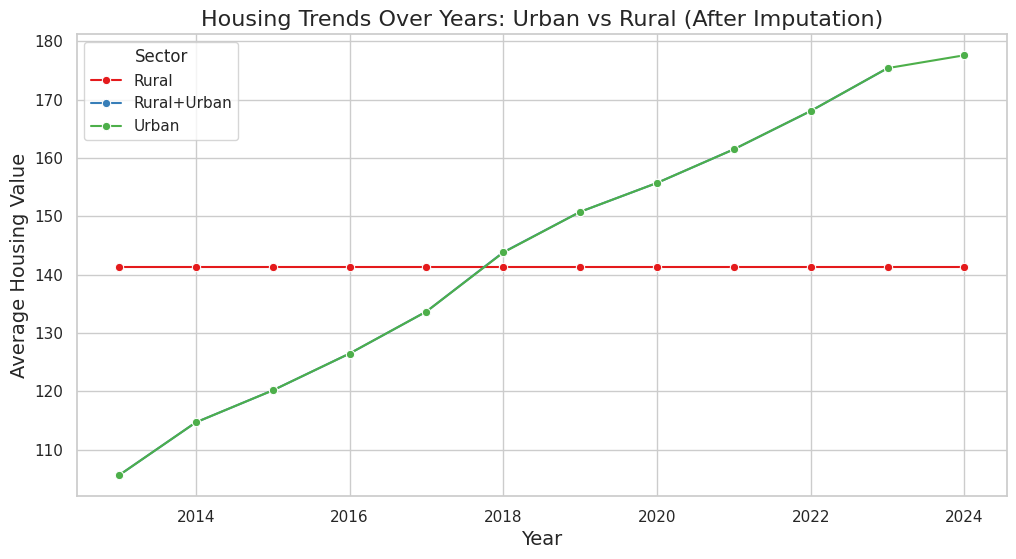 Housing Trends Over Years: Urban vs Rural (After Imputation)
Sector
Rural
Rural+Urban
Urban
Average Housing Value
180
170
160
150
140
130
120
110
2014 2016 2018 2020 2022 2024
Year